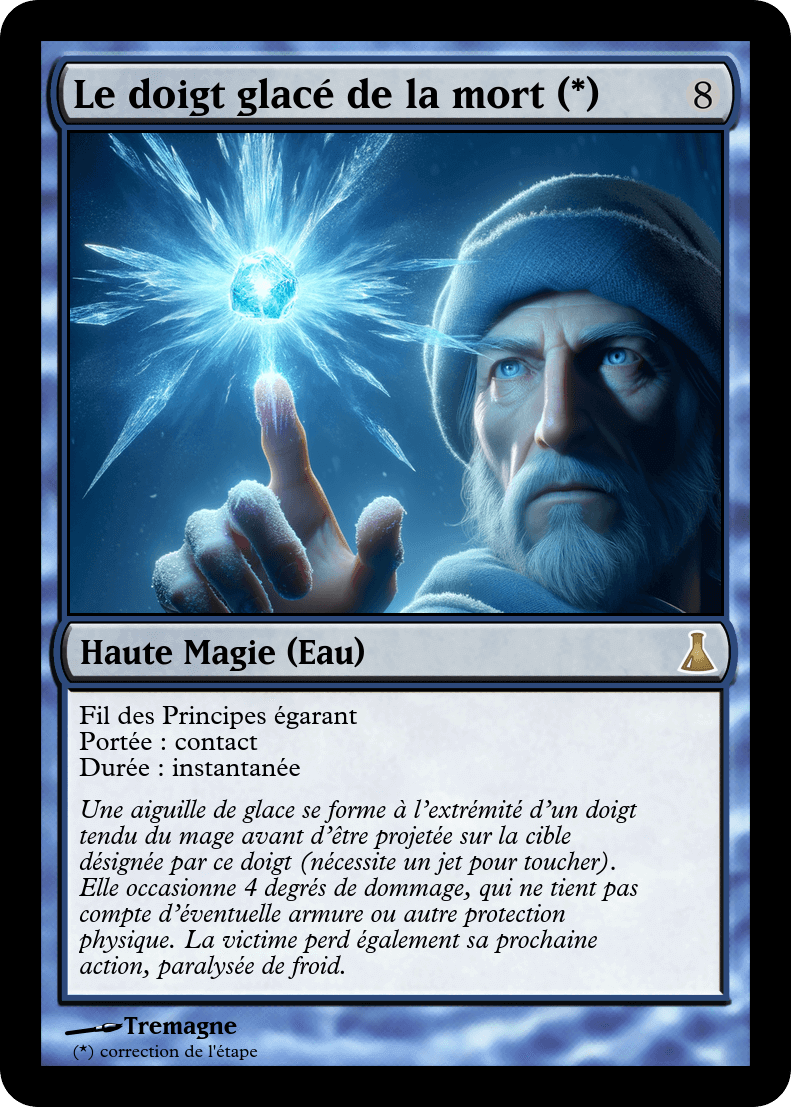 Le doigt glacé de la mort (*) 8
Haute Magie (Eau)
Fil des Principes égarant
Portée : contact
Durée : instantanée
Une aiguille de glace se forme à l'extrémité d'un doigt
tendu du mage avant d'être projetée sur la cible
désignée par ce doigt (nécessite un jet pour toucher).
Elle occasionne 4 degrés de dommage, qui ne tient pas
compte d'éventuelle armure ou autre protection
physique. La victime perd également sa prochaine
action, paralysée de froid.
Tremagne
(*) correction de l'étape